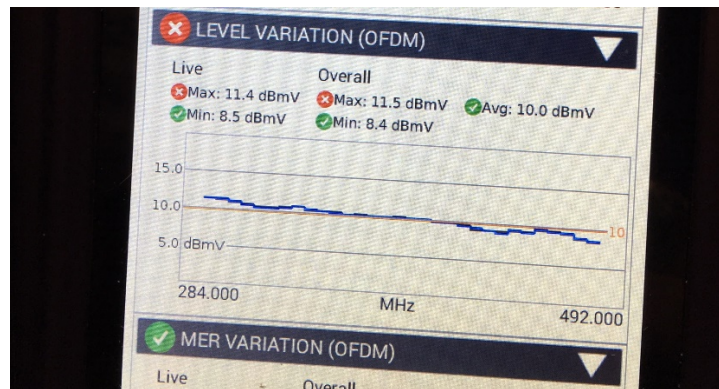 LEVEL VARIATION (OFDM)
Live Overall
Max: 11.4 dBmV Max: 11.5 dBmV Avg: 10.0 dBmV
Min: 8.5 dBmV Min: 8.4 dBmV
15.0
10.0
10
5.0 dBmV
284.000 MHz 492.000
MER VARIATION (OFDM)
Live Overall